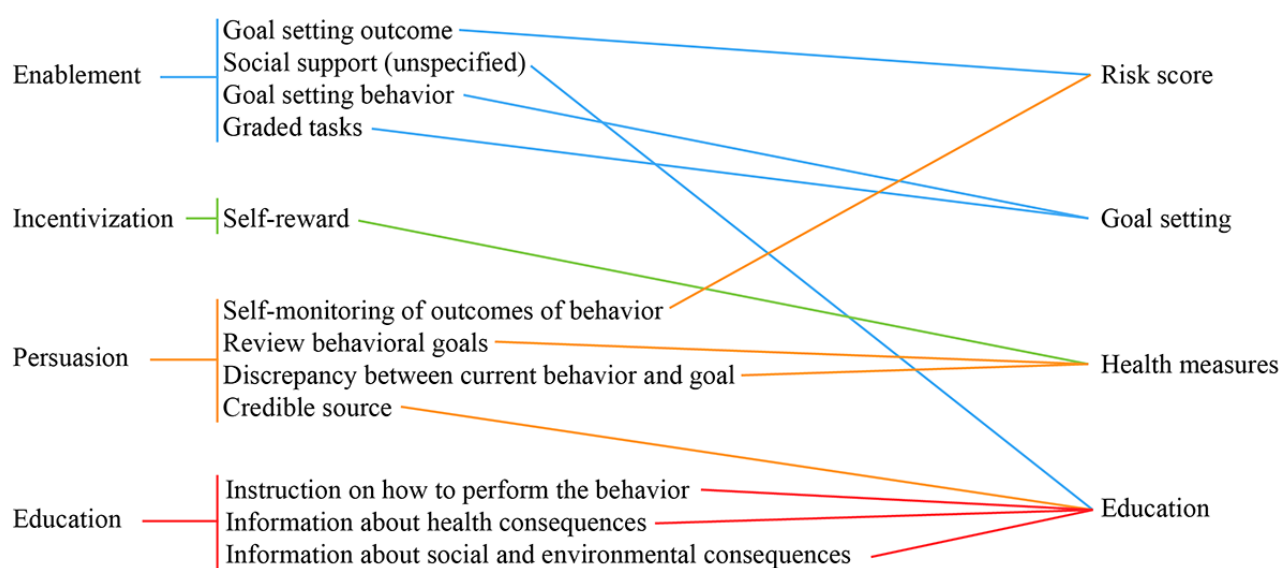 Enablement
Goal setting outcome
Social support (unspecified)
Goal setting behavior
Graded tasks
Incentivization
Self-reward
Persuasion
Self-monitoring of outcomes of behavior
Review behavioral goals
Discrepancy between current behavior and goal
Credible source
Education
Instruction on how to perform the behavior
Information about health consequences
Information about social and environmental consequences
Risk score
Goal setting
Health measures
Education